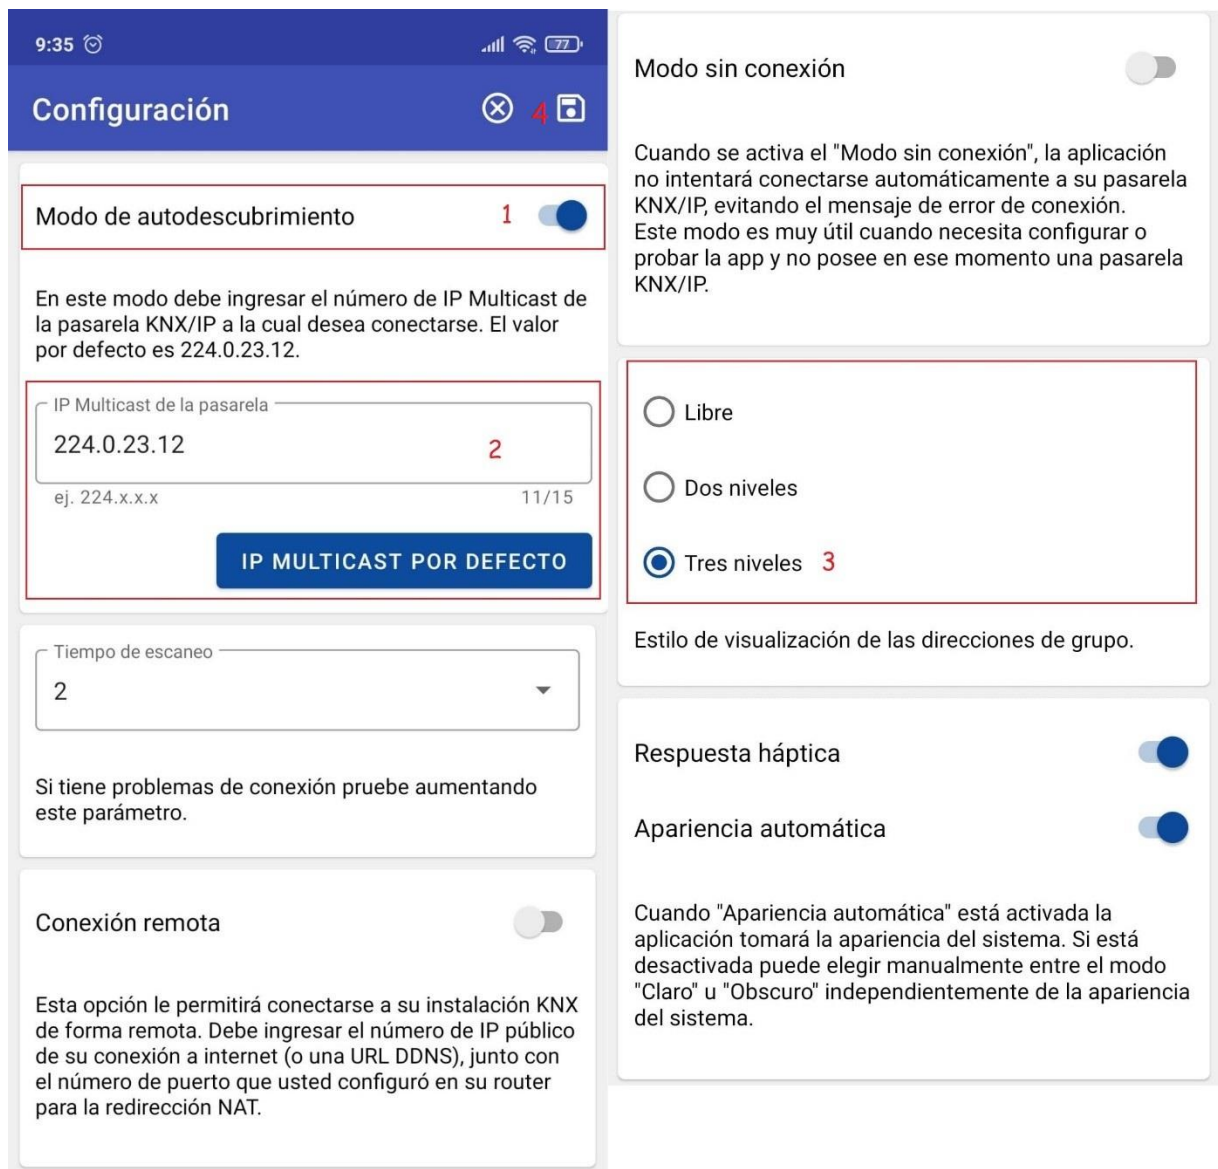 9:35
77
Configuración
4
Modo de autodescubrimiento 1
En este modo debe ingresar el número de IP Multicast de
la pasarela KNX/IP a la cual desea conectarse. El valor
por defecto es 224.0.23.12.
IP Multicast de la pasarela
224.0.23.12 2
ej. 224.x.x.x 11/15
IP MULTICAST POR DEFECTO
Tiempo de escaneo
2
Si tiene problemas de conexión pruebe aumentando
este parámetro.
Conexión remota
Esta opción le permitirá conectarse a su instalación KNX
de forma remota. Debe ingresar el número de IP público
de su conexión a internet (o una URL DDNS), junto con
el número de puerto que usted configuró en su router
para la redirección NAT.
Modo sin conexión
Cuando se activa el "Modo sin conexión", la aplicación
no intentará conectarse automáticamente a su pasarela
KNX/IP, evitando el mensaje de error de conexión.
Este modo es muy útil cuando necesita configurar o
probar la app y no posee en ese momento una pasarela
KNX/IP.
Libre
Dos niveles
Tres niveles 3
Estilo de visualización de las direcciones de grupo.
Respuesta háptica
Apariencia automática
Cuando "Apariencia automática" está activada la
aplicación tomará la apariencia del sistema. Si está
desactivada puede elegir manualmente entre el modo
"Claro" u "Obscuro" independientemente de la apariencia
del sistema.